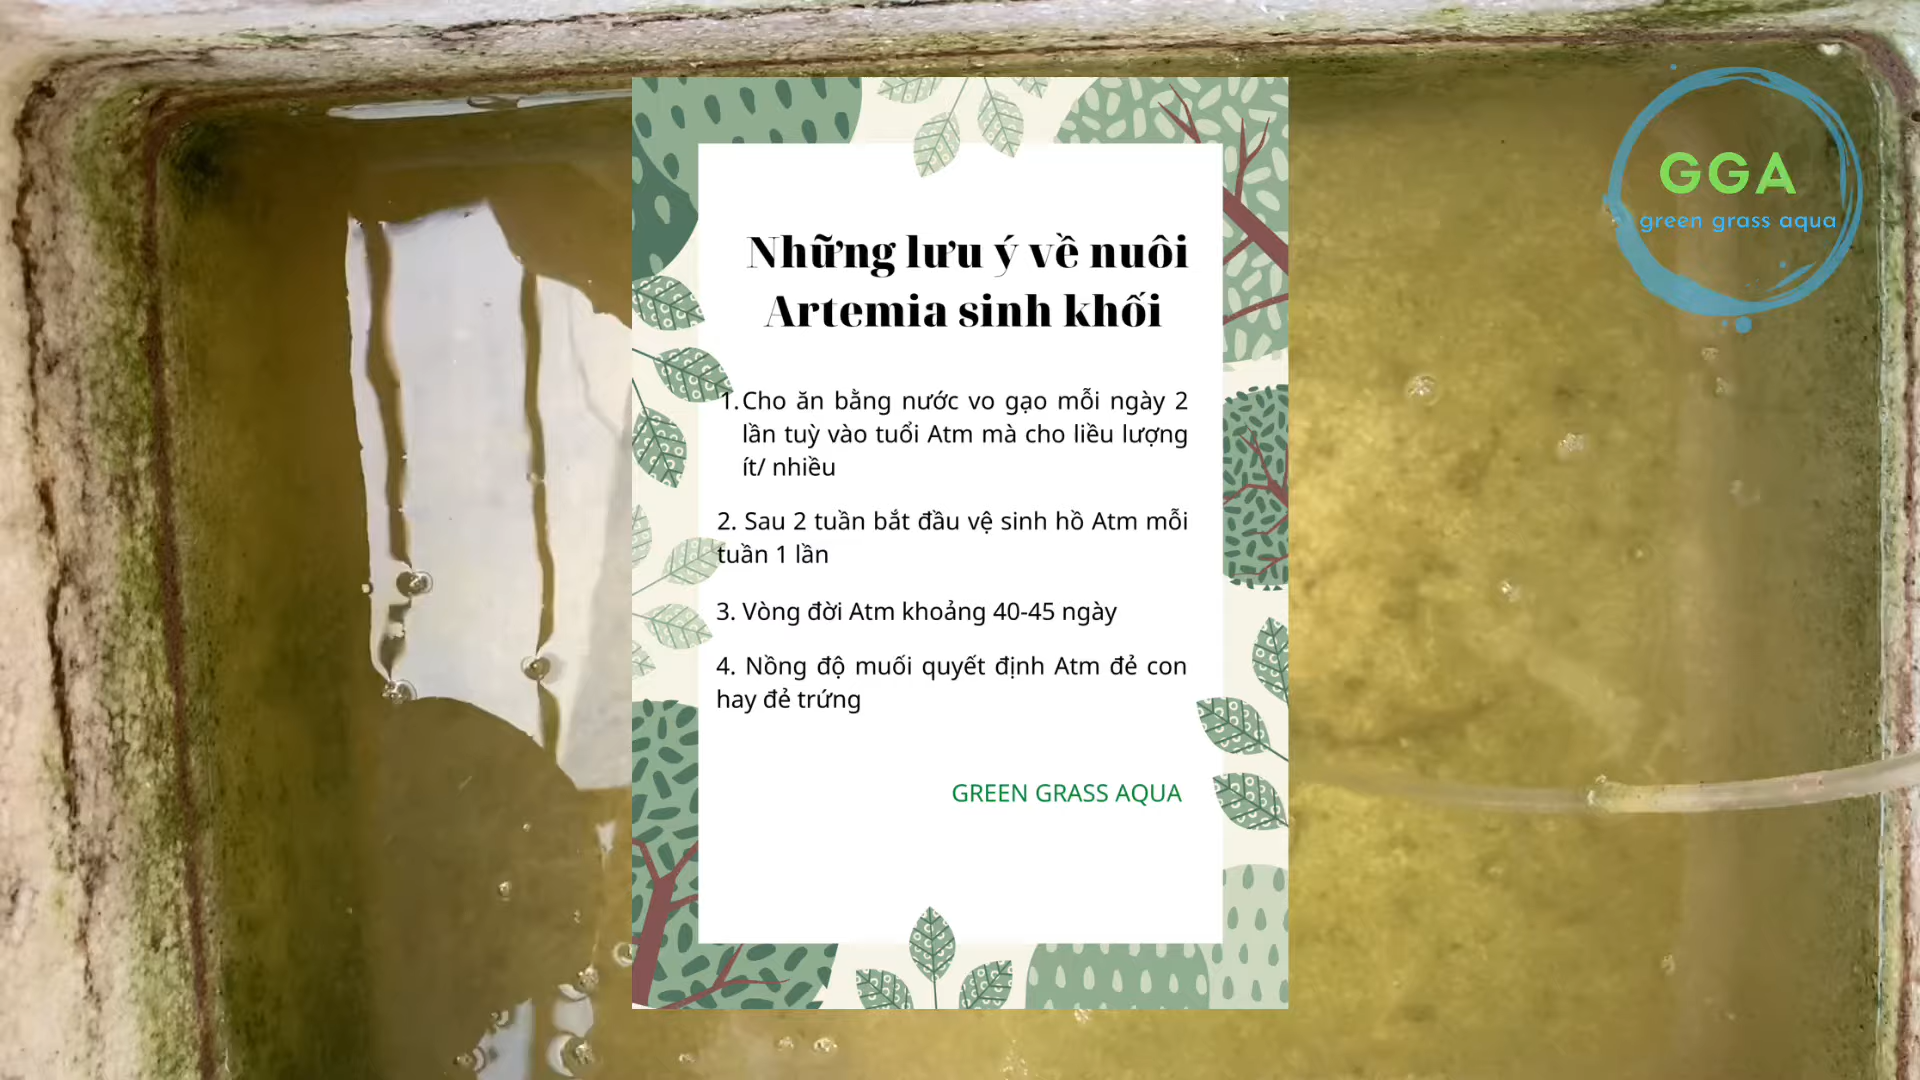 GGA
green grass aqua
Những lưu ý về nuôi
Artemia sinh khối
1. Cho ăn bằng nước vo gạo mỗi ngày 2
lần tuỳ vào tuổi Atm mà cho liều lượng
ít/ nhiều
2. Sau 2 tuần bắt đầu vệ sinh hồ Atm mỗi
tuần 1 lần
3. Vòng đời Atm khoảng 40-45 ngày
4. Nồng độ muối quyết định Atm đẻ con
hay đẻ trứng
GREEN GRASS AQUA